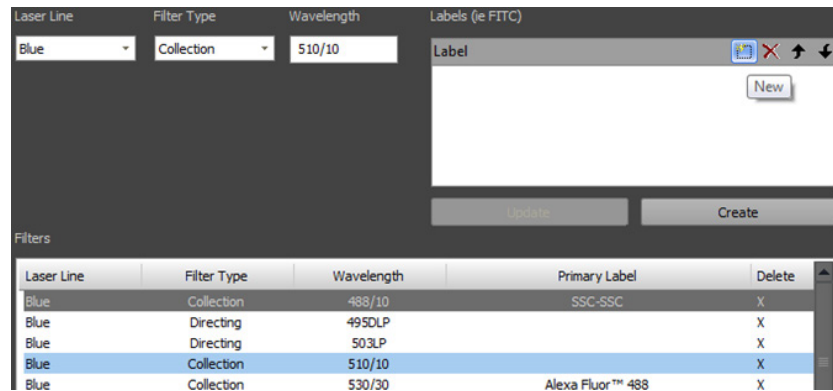 Laser Line Filter Type Wavelength Labels (ie FITC)
Blue Collection 510/10
Label
New
Update Create
Filters
Laser Line Filter Type Wavelength Primary Label Delete
Blue Collection 488/10 SSC-SSC X
Blue Directing 495DLP X
Blue Directing 503LP X
Blue Collection 510/10 X
Blue Collection 530/30 Alexa Fluor™ 488 X